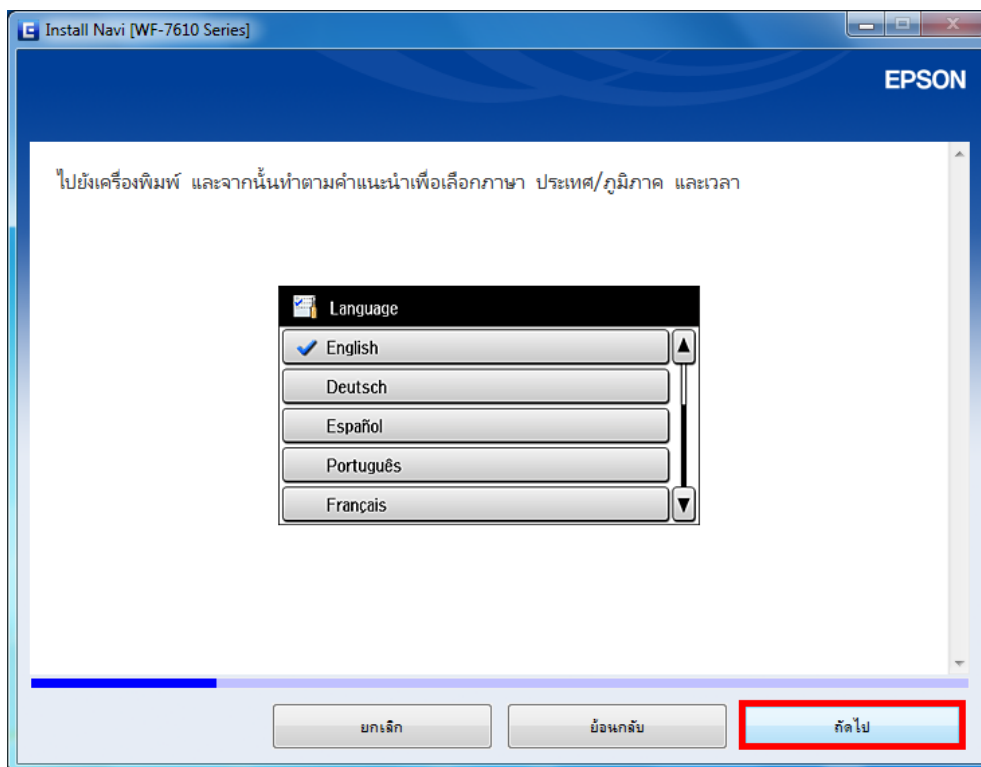 Install Navi [WF-7610 Series]
EPSON
ไปยังเครื่องพิมพ์ และจากนั้นทำตามคำแนะนำเพื่อเลือกภาษา ประเทศ/ภูมิภาค และเวลา
Language
English
Deutsch
Español
Português
Français
ยกเลิก
ย้อนกลับ
ถัดไป